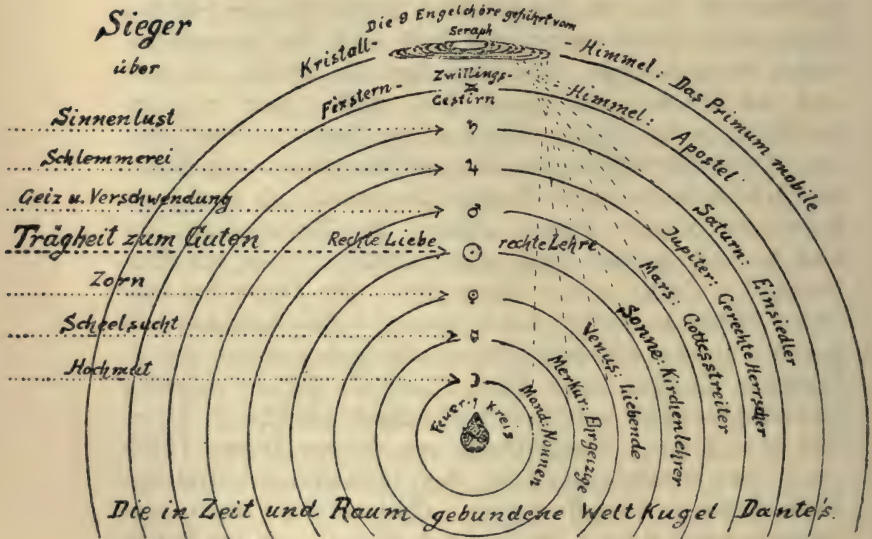 Die 9 Engelchöre geführt vom
Seraph
Sieger
über
Kristall-
- Himmel: Das Primum mobile
Zwillings-
Gestirn
Fixstern-
- Himmel: Apostel
Sinnenlust
♄
Saturn: Einsiedler
Schlemmerei
♃
Jupiter: Gerechte Herrscher
Geiz u. Verschwendung
♂
Mars: Gottesstreiter
Trägheit zum Guten
Rechte Liebe
☉
rechte Lehre
Sonne: Kirchenlehrer
Zorn
♀
Venus: Liebende
Scheelsucht
☿
Merkur: Ehrgeizige
Hochmut
☽
Mond: Nonnen
Feuer-Kreis
Die in Zeit und Raum gebundene Welt Kugel Dante's.